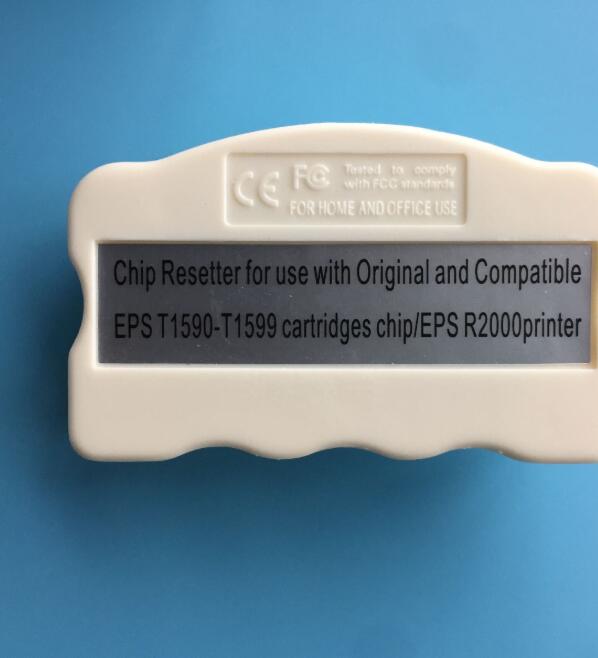 CE FC Tested to comply
with FCC standards
FOR HOME AND OFFICE USE
Chip Resetter for use with Original and Compatible
EPS T1590-T1599 cartridges chip/EPS R2000printer